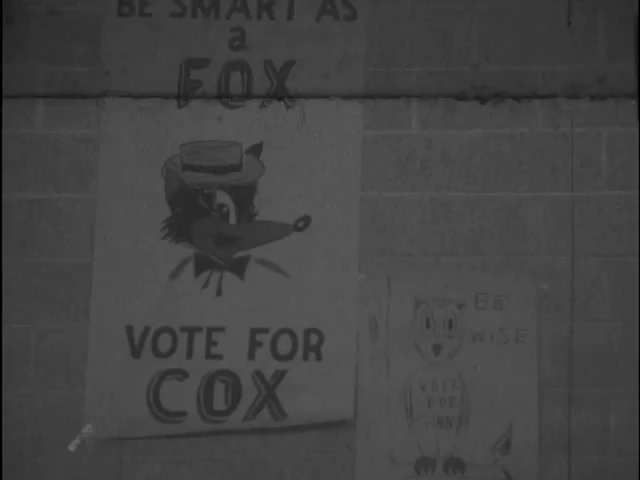 BE SMART AS
a
FOX
VOTE FOR
COX
BE
WISE
VOTE
FOR